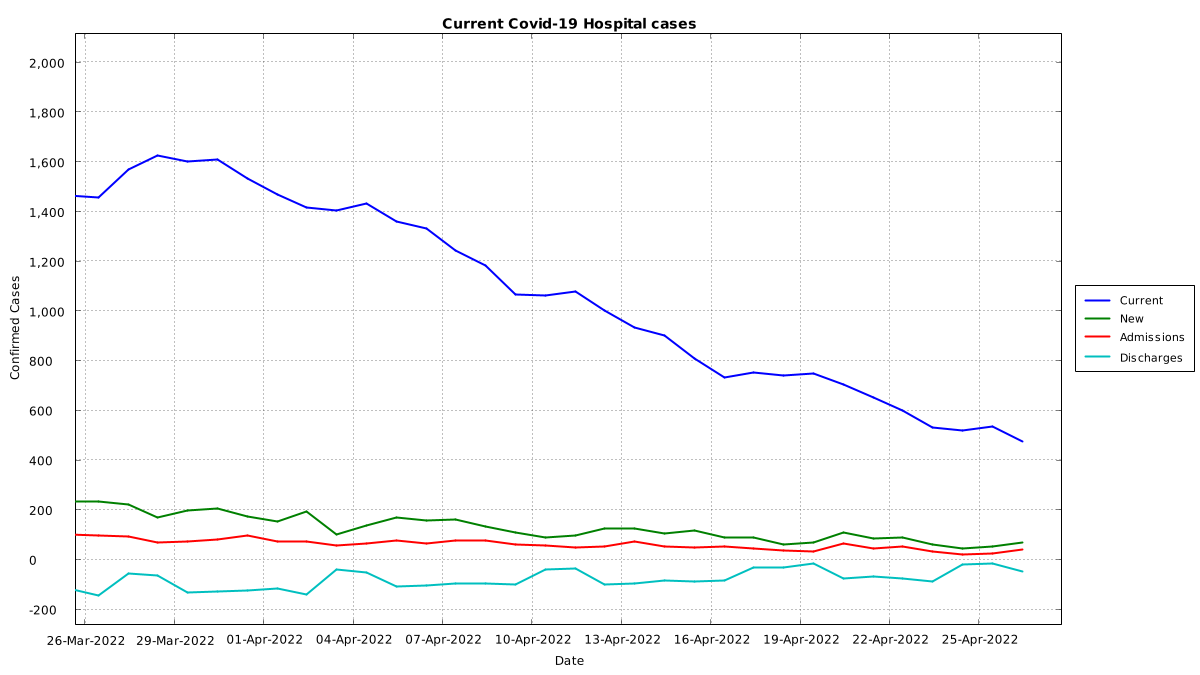 Current Covid-19 Hospital cases
2,000
1,800
1,600
1,400
1,200
1,000
800
600
400
200
0
-200
Confirmed Cases
26-Mar-2022 29-Mar-2022 01-Apr-2022 04-Apr-2022 07-Apr-2022 10-Apr-2022 13-Apr-2022 16-Apr-2022 19-Apr-2022 22-Apr-2022 25-Apr-2022
Date
Current
New
Admissions
Discharges